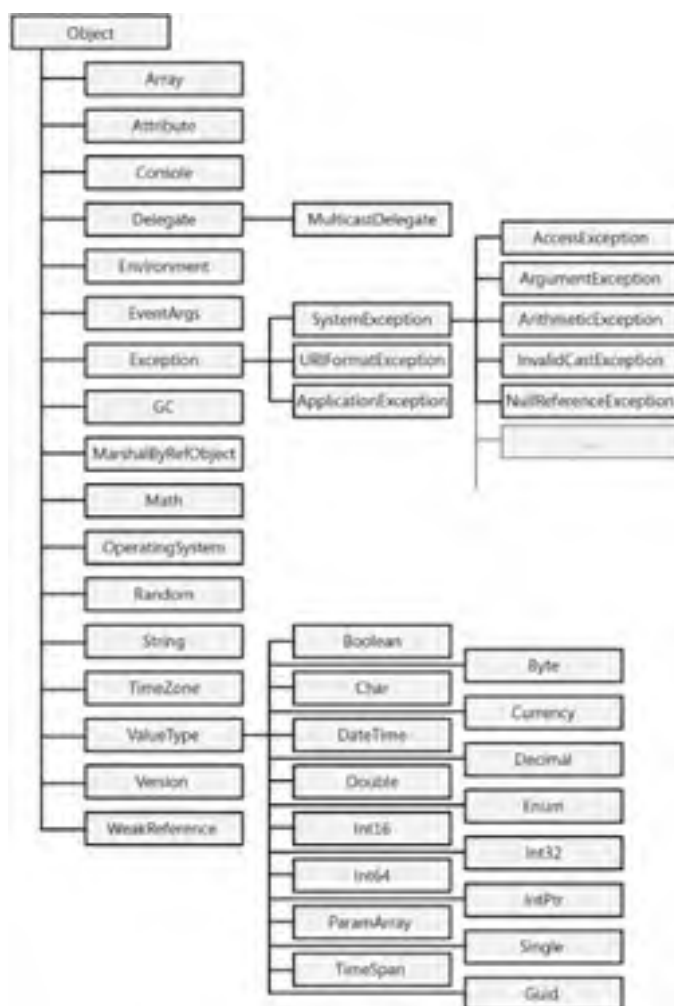 Object
Array
Attribute
Console
Delegate
MulticastDelegate
Environment
EventArgs
Exception
SystemException
URIFormatException
ApplicationException
AccessException
ArgumentException
ArithmeticException
InvalidCastException
NullReferenceException
....
GC
MarshalByRefObject
Math
OperatingSystem
Random
String
TimeZone
ValueType
Version
WeakReference
Boolean
Byte
Char
Currency
DateTime
Decimal
Double
Enum
Int16
Int32
Int64
IntPtr
ParamArray
Single
TimeSpan
Guid